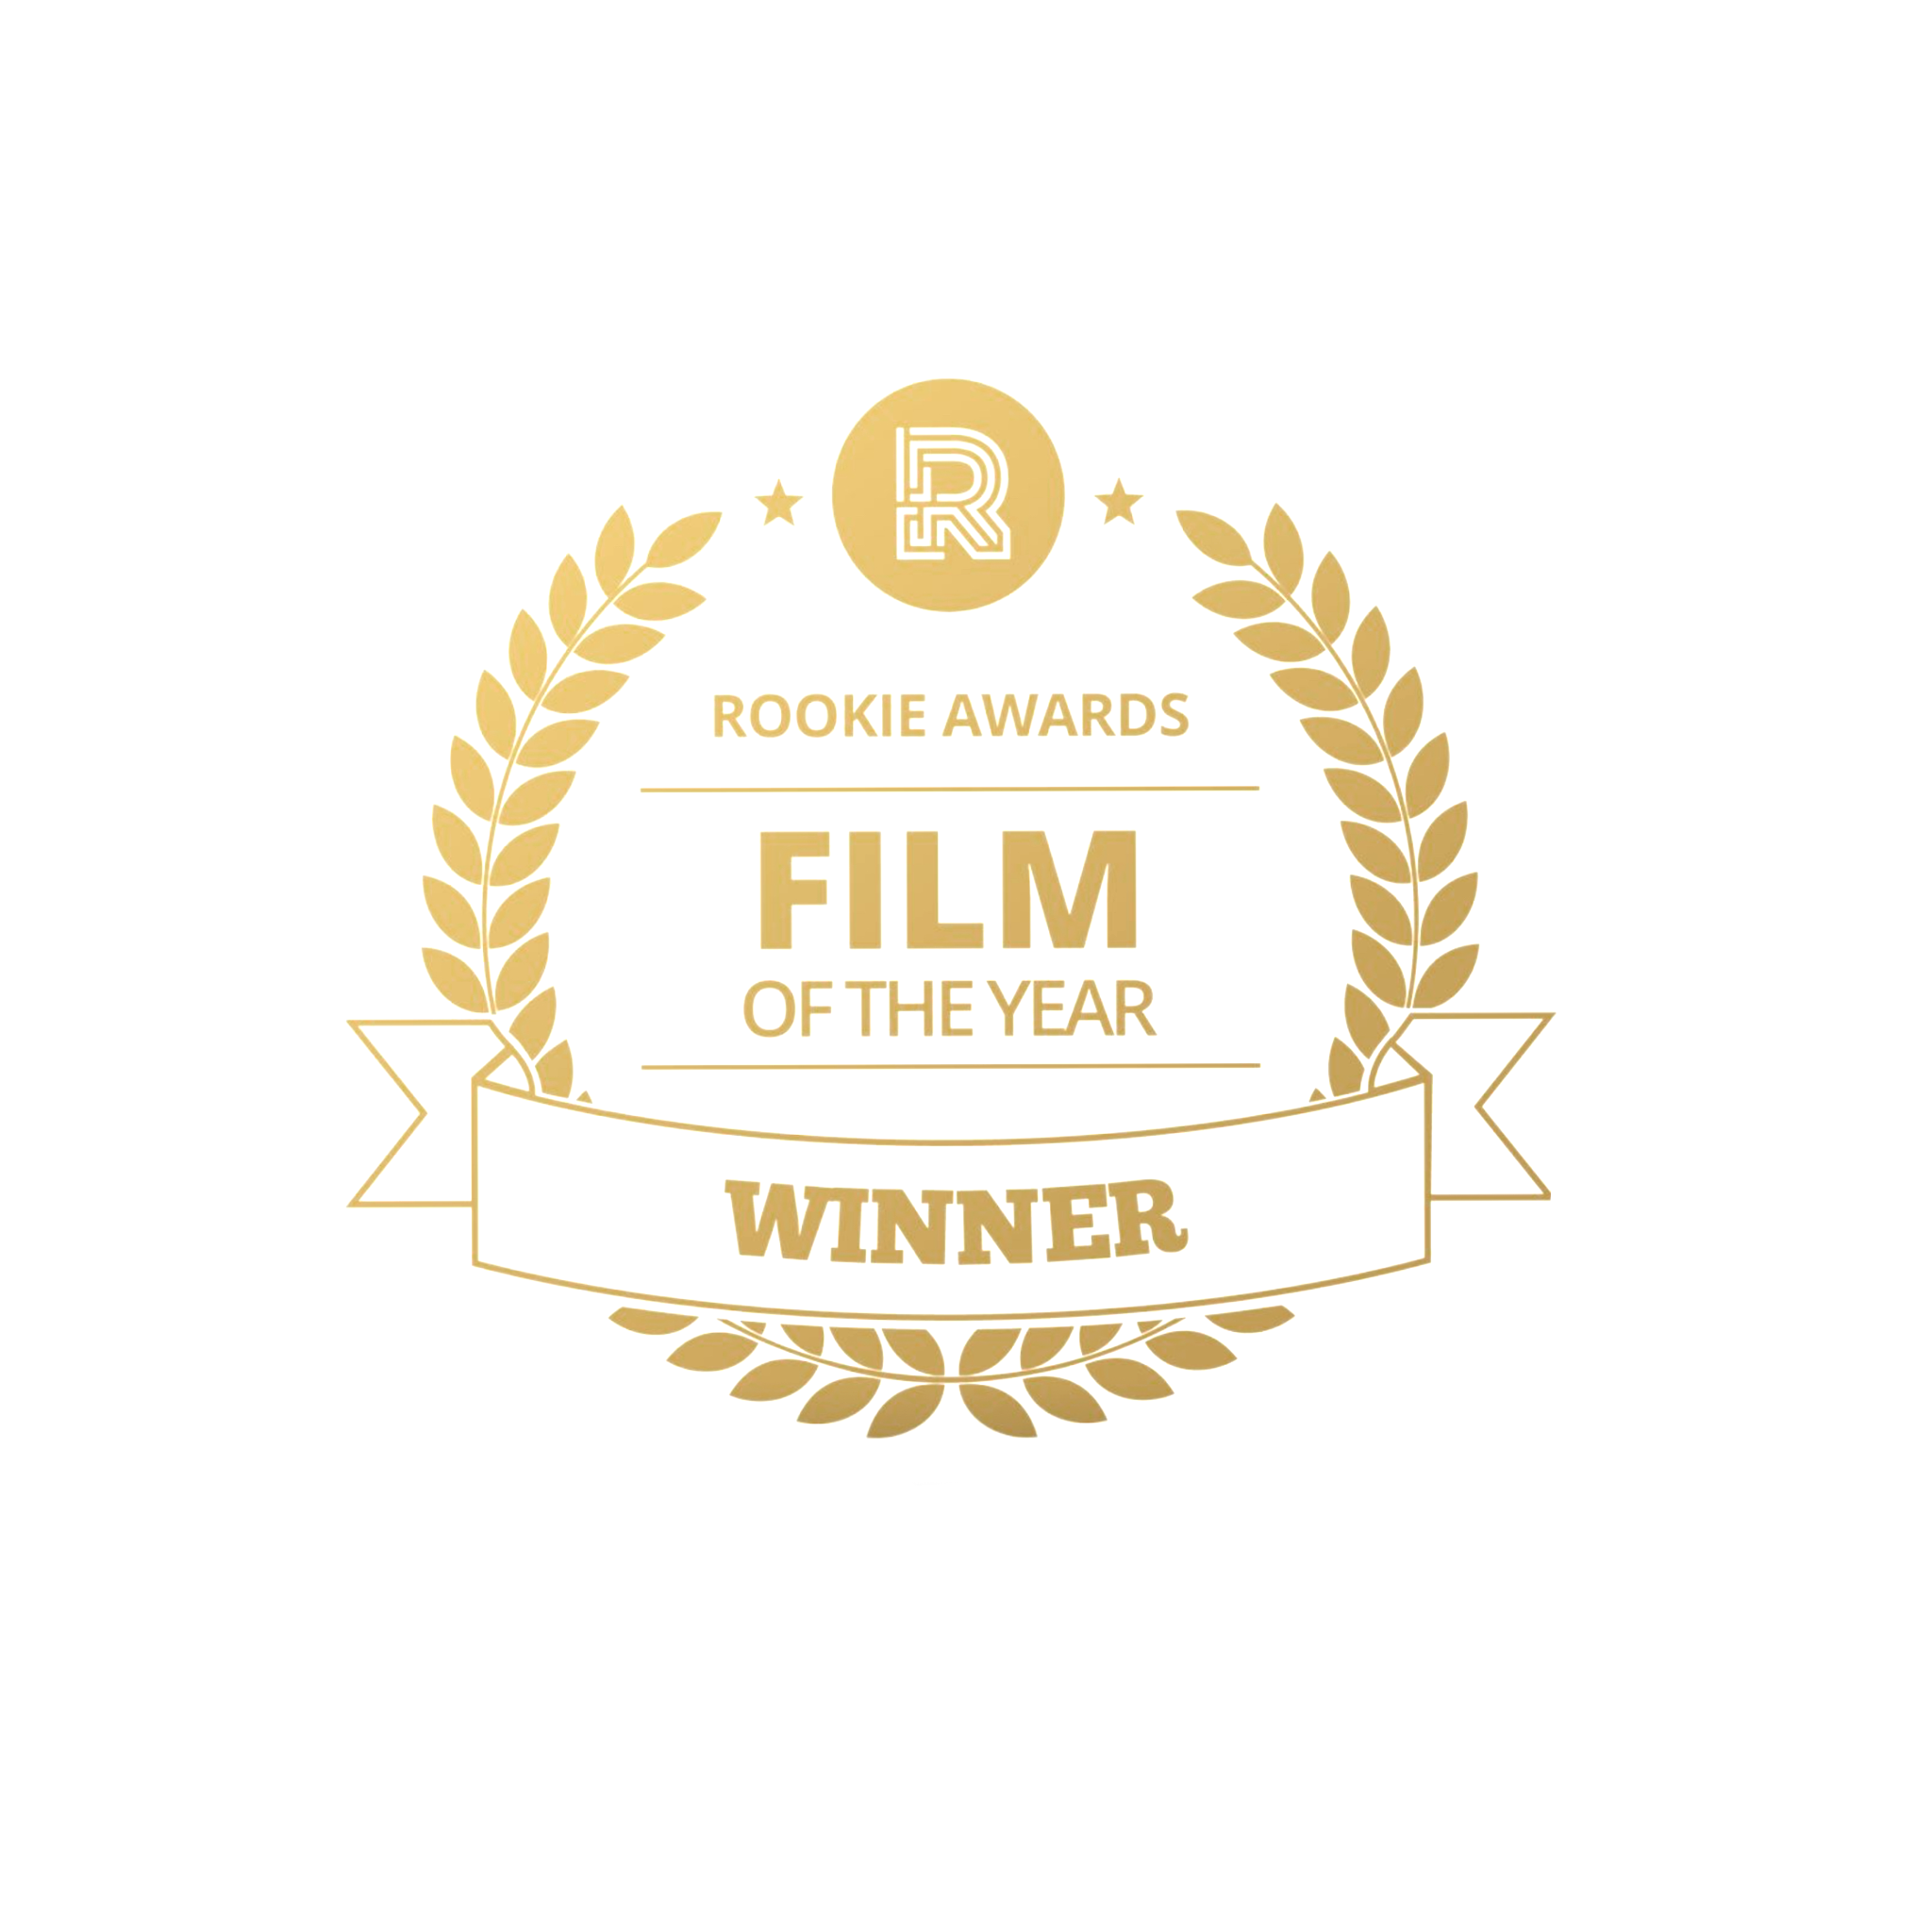 R
ROOKIE AWARDS
FILM
OF THE YEAR
WINNER